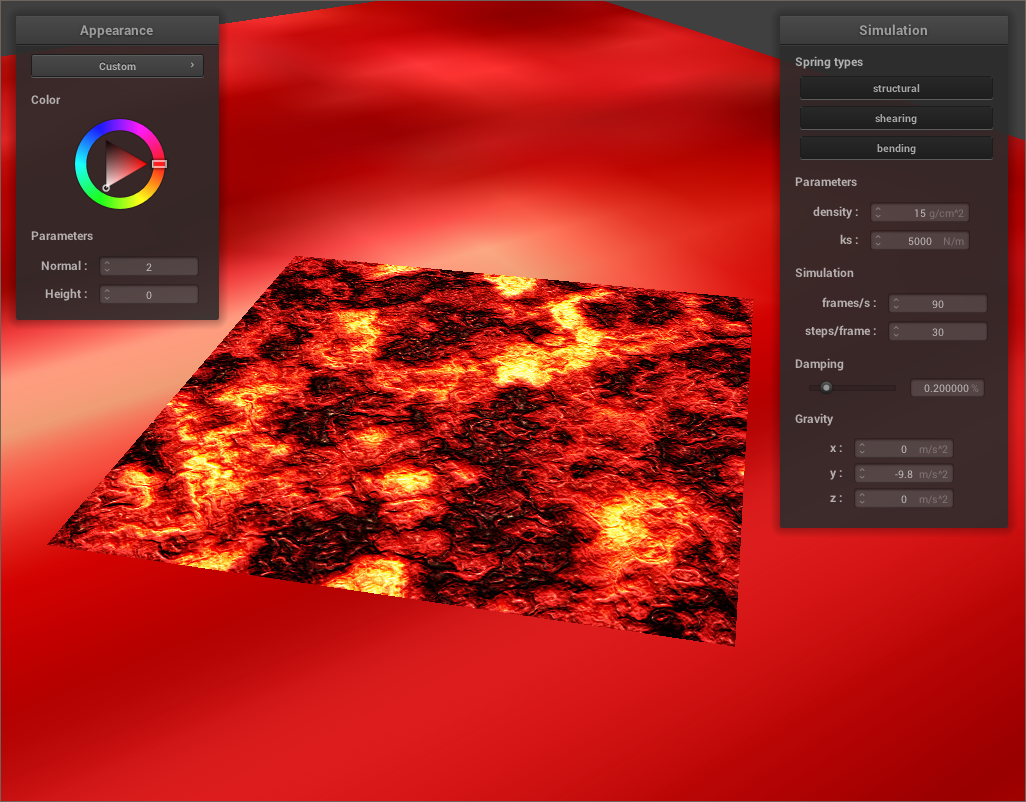 Appearance
Custom
Color
Parameters
Normal : 2
Height : 0
Simulation
Spring types
structural
shearing
bending
Parameters
density : 15 g/cm^2
ks : 5000 N/m
Simulation
frames/s : 90
steps/frame : 30
Damping
0.200000 %
Gravity
x : 0 m/s^2
y : -9.8 m/s^2
z : 0 m/s^2